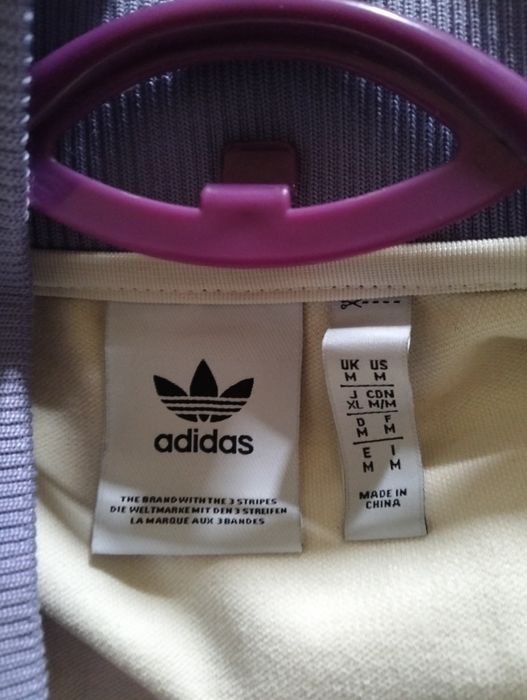 adidas
THE BRAND WITH THE 3 STRIPES
DIE WELTMARKE MIT DEN 3 STREIFEN
LA MARQUE AUX 3 BANDES
UK US
M M
J CDN
XL M/M
D F
M M
E I
M M
MADE IN
CHINA